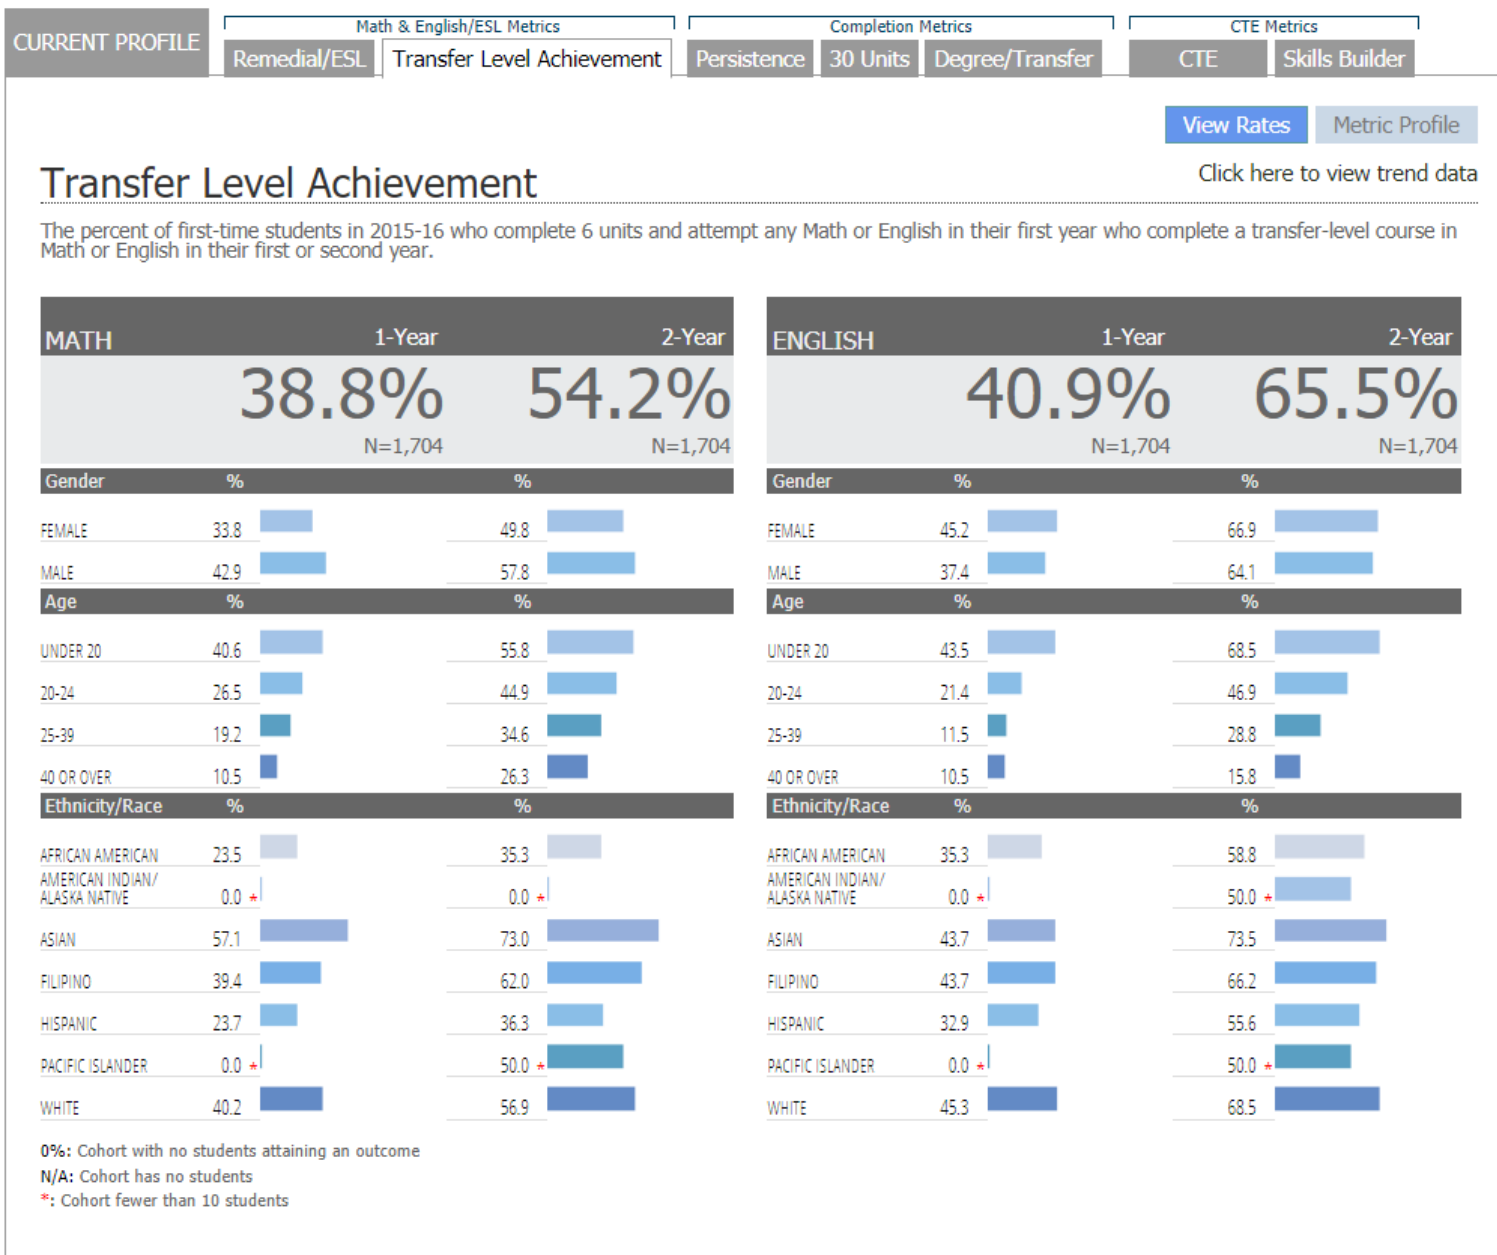 CURRENT PROFILE
Math & English/ESL Metrics
Completion Metrics
CTE Metrics
Remedial/ESL
Transfer Level Achievement
Persistence
30 Units
Degree/Transfer
CTE
Skills Builder
View Rates
Metric Profile
Transfer Level Achievement
Click here to view trend data
The percent of first-time students in 2015-16 who complete 6 units and attempt any Math or English in their first year who complete a transfer-level course in
Math or English in their first or second year.
MATH 1-Year 2-Year
38.8% 54.2%
N=1,704 N=1,704
Gender % %
FEMALE 33.8 49.8
MALE 42.9 57.8
Age % %
UNDER 20 40.6 55.8
20-24 26.5 44.9
25-39 19.2 34.6
40 OR OVER 10.5 26.3
Ethnicity/Race % %
AFRICAN AMERICAN 23.5 35.3
AMERICAN INDIAN/
ALASKA NATIVE 0.0 * 0.0 *
ASIAN 57.1 73.0
FILIPINO 39.4 62.0
HISPANIC 23.7 36.3
PACIFIC ISLANDER 0.0 * 50.0 *
WHITE 40.2 56.9
ENGLISH 1-Year 2-Year
40.9% 65.5%
N=1,704 N=1,704
Gender % %
FEMALE 45.2 66.9
MALE 37.4 64.1
Age % %
UNDER 20 43.5 68.5
20-24 21.4 46.9
25-39 11.5 28.8
40 OR OVER 10.5 15.8
Ethnicity/Race % %
AFRICAN AMERICAN 35.3 58.8
AMERICAN INDIAN/
ALASKA NATIVE 0.0 * 50.0 *
ASIAN 43.7 73.5
FILIPINO 43.7 66.2
HISPANIC 32.9 55.6
PACIFIC ISLANDER 0.0 * 50.0 *
WHITE 45.3 68.5
0%: Cohort with no students attaining an outcome
N/A: Cohort has no students
*: Cohort fewer than 10 students